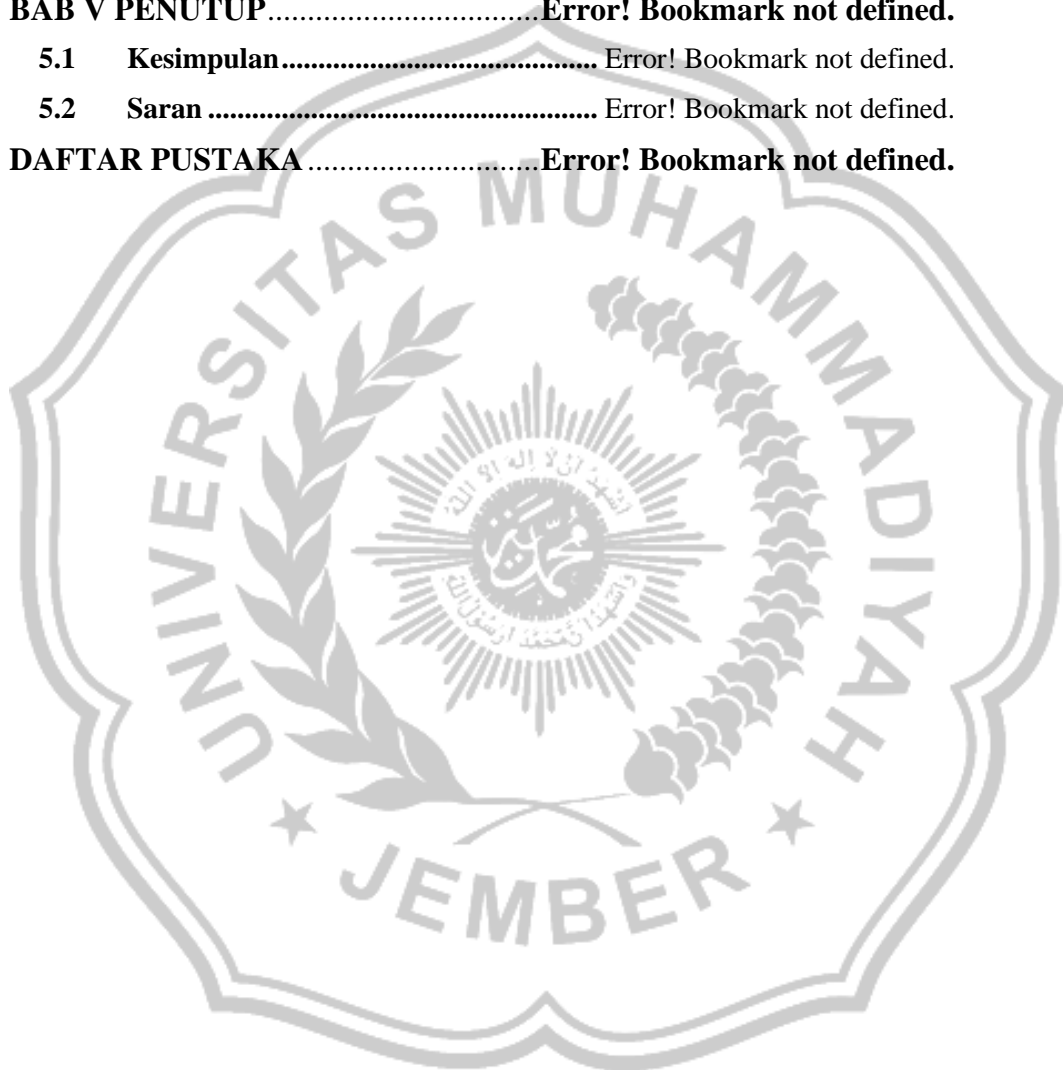 BAB V PENUTUP..................................Error! Bookmark not defined.
5.1 Kesimpulan............................................ Error! Bookmark not defined.
5.2 Saran ...................................................... Error! Bookmark not defined.
DAFTAR PUSTAKA.............................Error! Bookmark not defined.
UNIVERSITAS MUHAMMADIYAH
JEMBER